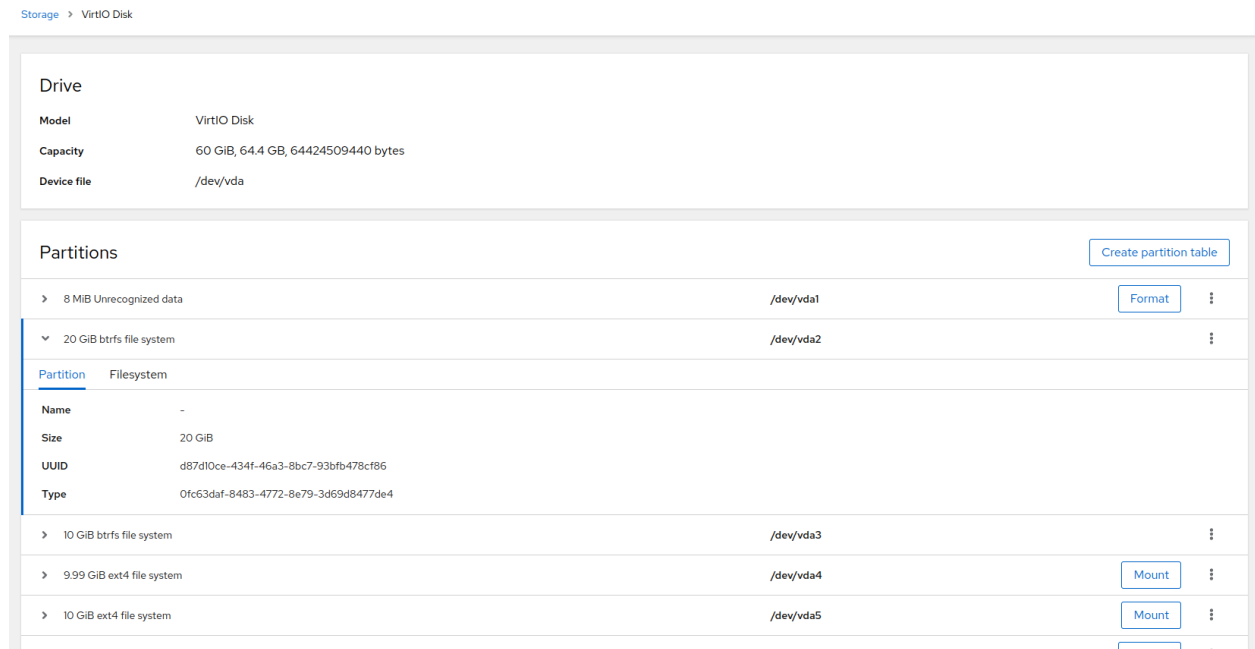 Storage > VirtIO Disk
Drive
Model VirtIO Disk
Capacity 60 GiB, 64.4 GB, 64424509440 bytes
Device file /dev/vda
Partitions Create partition table
8 MiB Unrecognized data /dev/vda1 Format
20 GiB btrfs file system /dev/vda2
Partition Filesystem
Name -
Size 20 GiB
UUID d87d10ce-434f-46a3-8bc7-93bfb478cf86
Type 0fc63daf-8483-4772-8e79-3d69d8477de4
10 GiB btrfs file system /dev/vda3
9.99 GiB ext4 file system /dev/vda4 Mount
10 GiB ext4 file system /dev/vda5 Mount